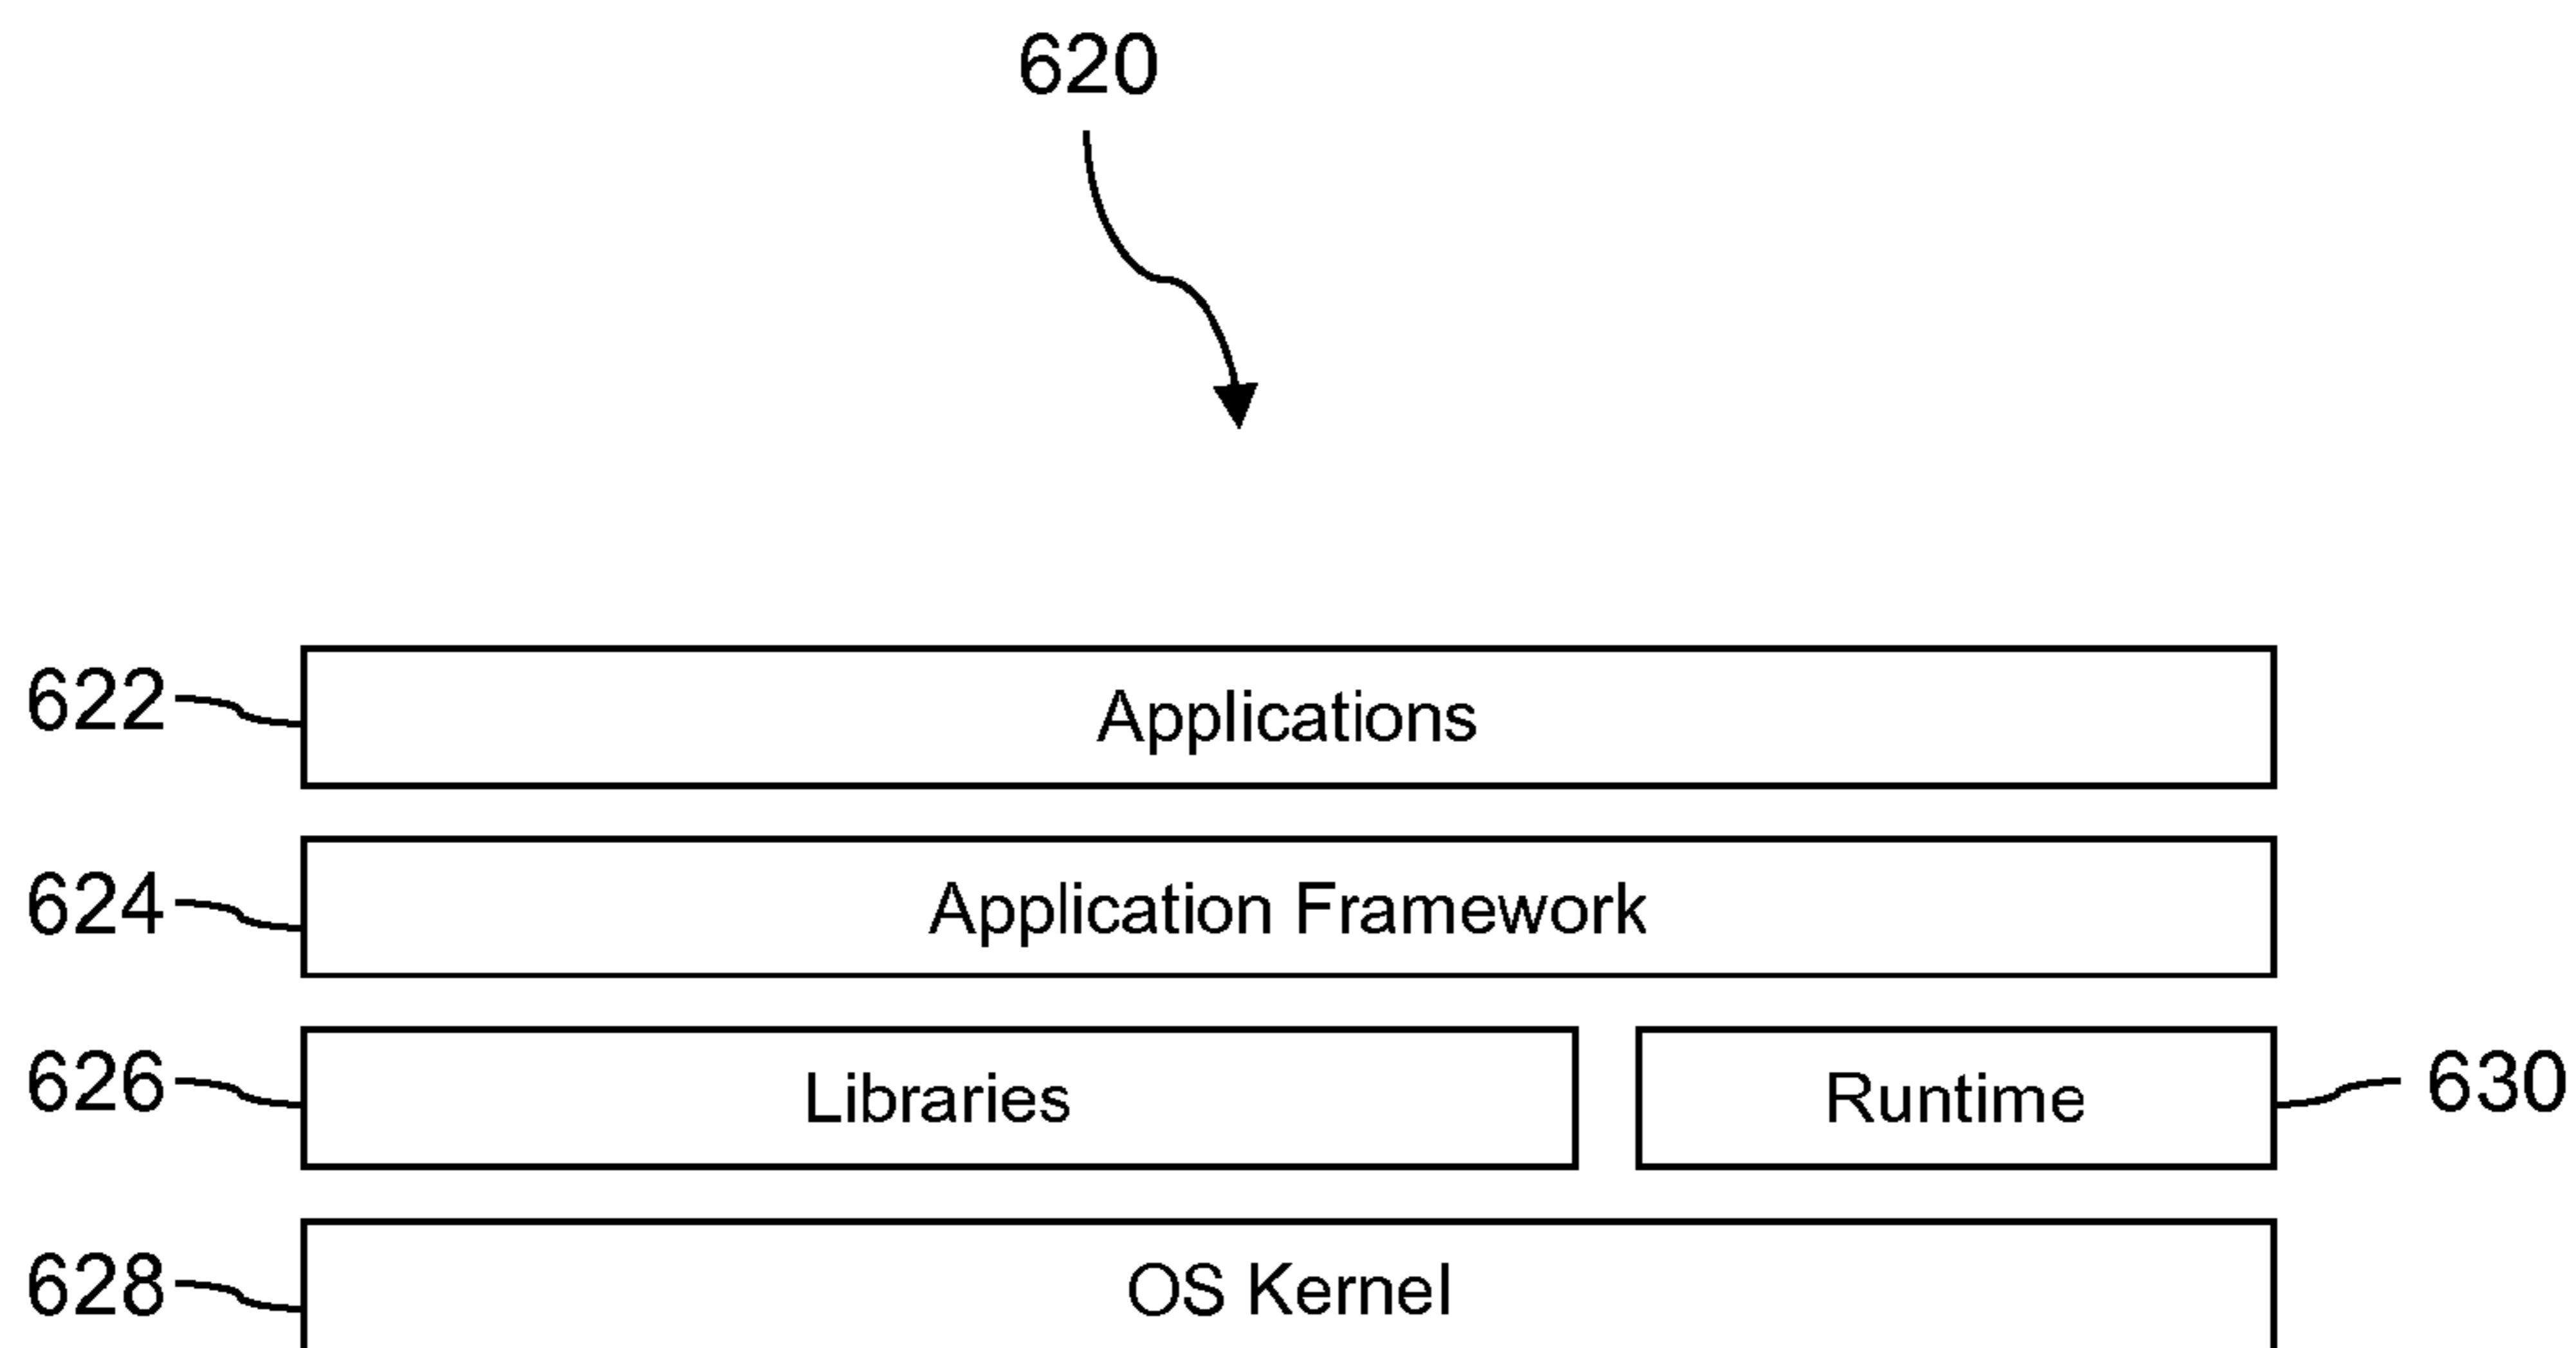 620
622 Applications
624 Application Framework
626 Libraries Runtime 630
628 OS Kernel